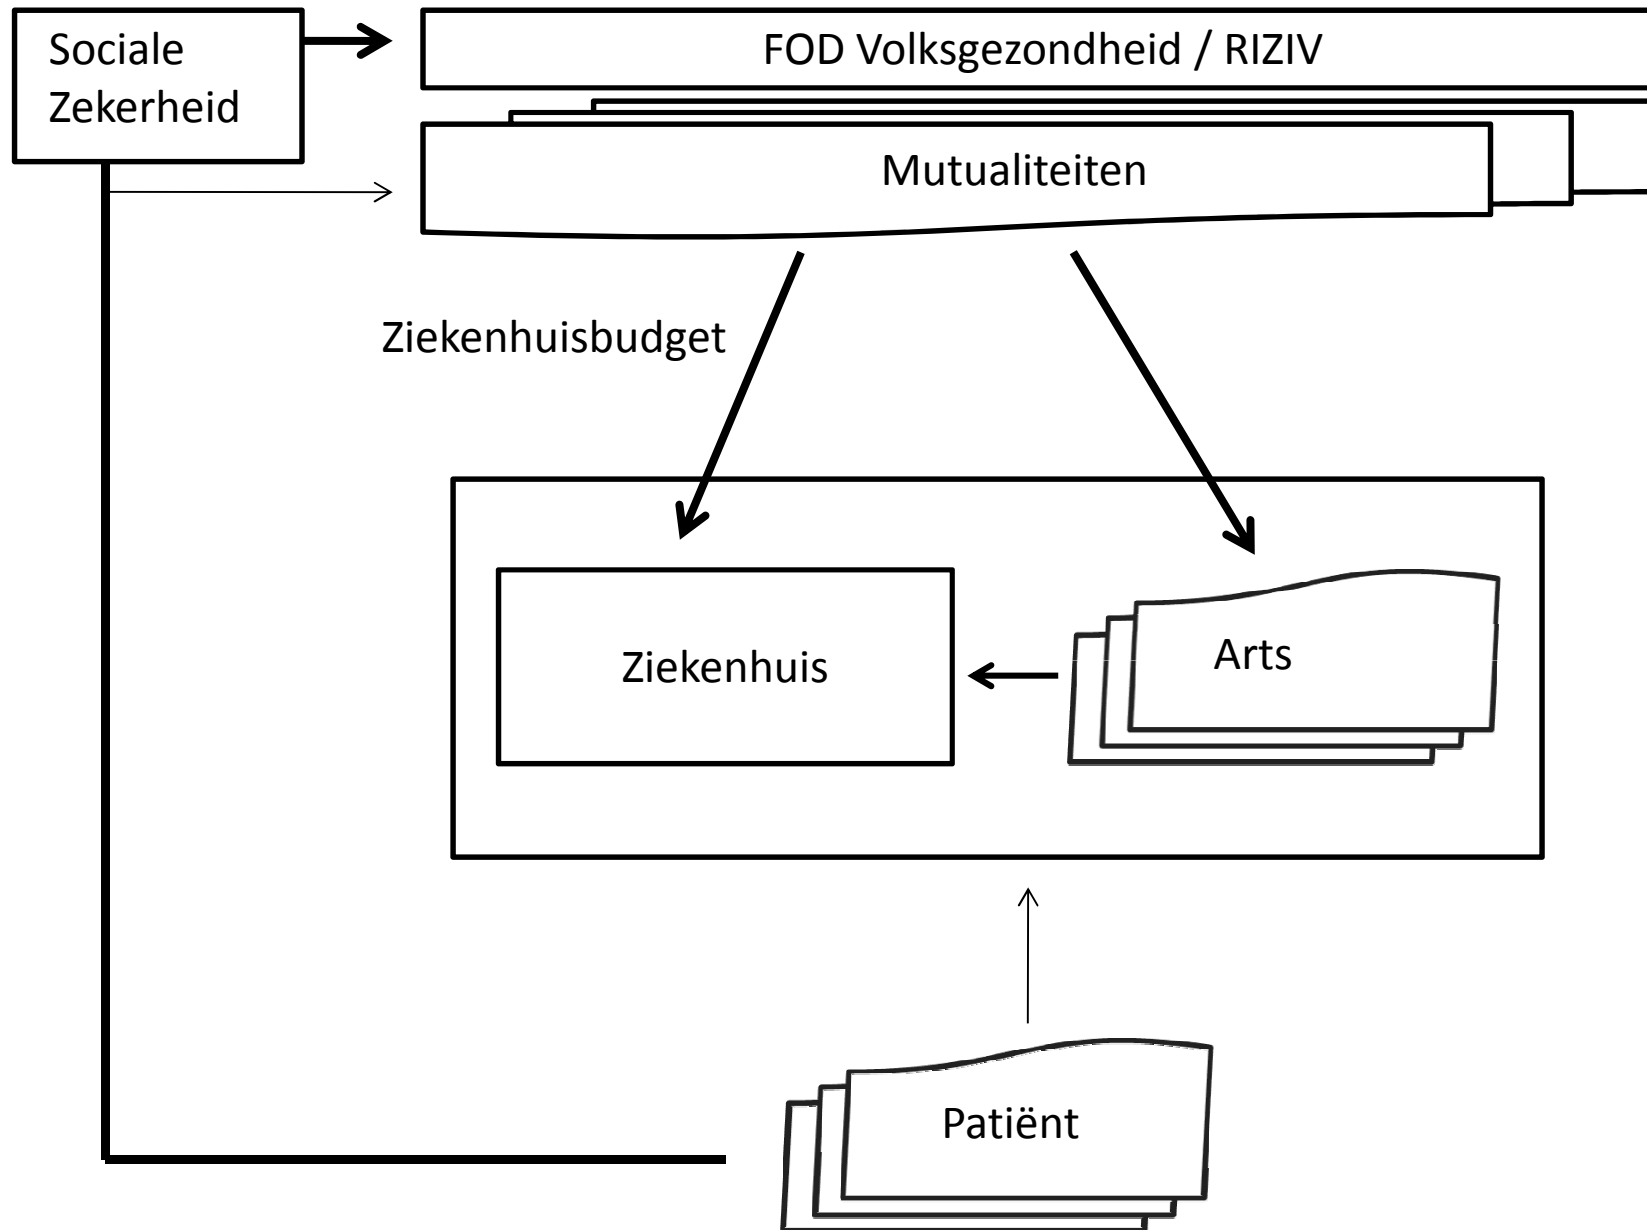 Sociale
Zekerheid
FOD Volksgezondheid / RIZIV
Mutualiteiten
Ziekenhuisbudget
Ziekenhuis
Arts
Patiënt